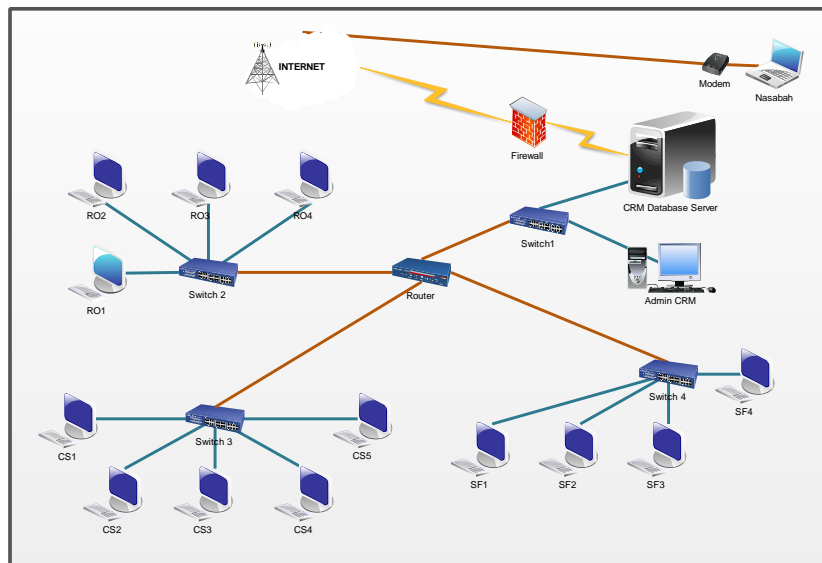 INTERNET
Modem
Nasabah
Firewall
CRM Database Server
RO2
RO3
RO4
Switch1
RO1
Switch 2
Router
Admin CRM
Switch 4
SF4
CS1
Switch 3
CS5
SF1
SF2
SF3
CS2
CS3
CS4